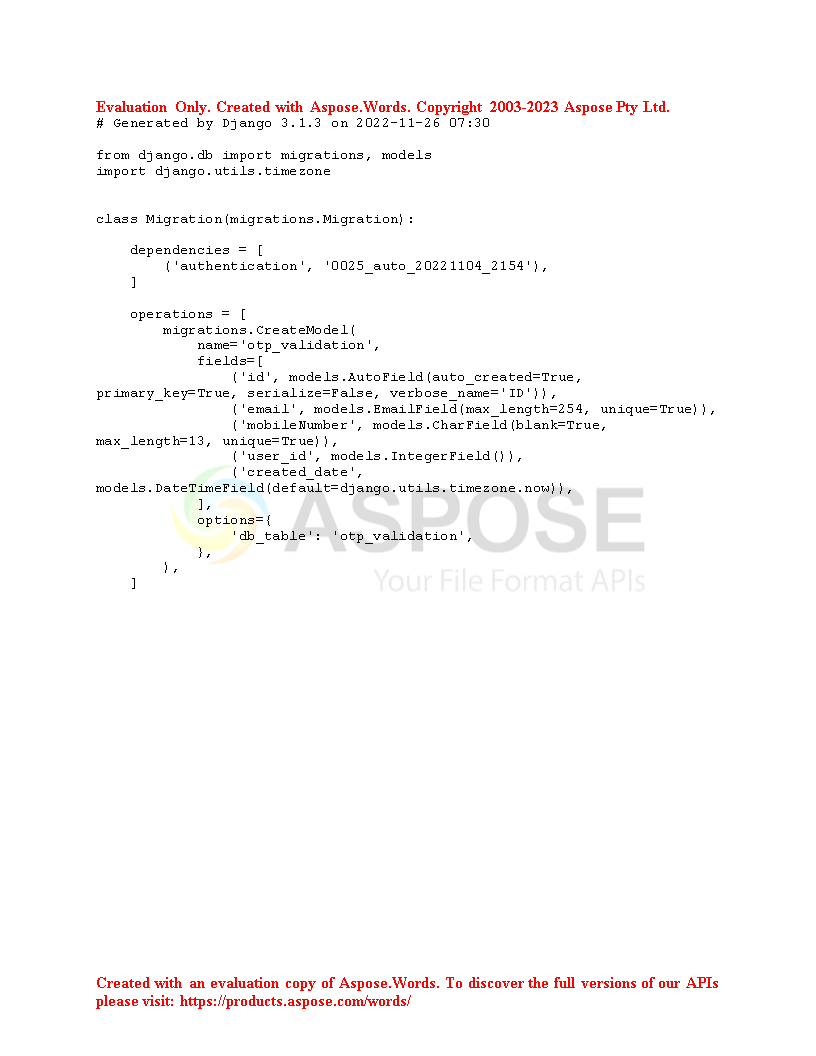 Evaluation Only. Created with Aspose.Words. Copyright 2003-2023 Aspose Pty Ltd.
# Generated by Django 3.1.3 on 2022-11-26 07:30

from django.db import migrations, models
import django.utils.timezone


class Migration(migrations.Migration):

    dependencies = [
        ('authentication', '0025_auto_20221104_2154'),
    ]

    operations = [
        migrations.CreateModel(
            name='otp_validation',
            fields=[
                ('id', models.AutoField(auto_created=True,
primary_key=True, serialize=False, verbose_name='ID')),
                ('email', models.EmailField(max_length=254, unique=True)),
                ('mobileNumber', models.CharField(blank=True,
max_length=13, unique=True)),
                ('user_id', models.IntegerField()),
                ('created_date',
models.DateTimeField(default=django.utils.timezone.now)),
            ],
            options={
                'db_table': 'otp_validation',
            },
        ),
    ]
ASPOSE
Your File Format APIs
Created with an evaluation copy of Aspose.Words. To discover the full versions of our APIs
please visit: https://products.aspose.com/words/